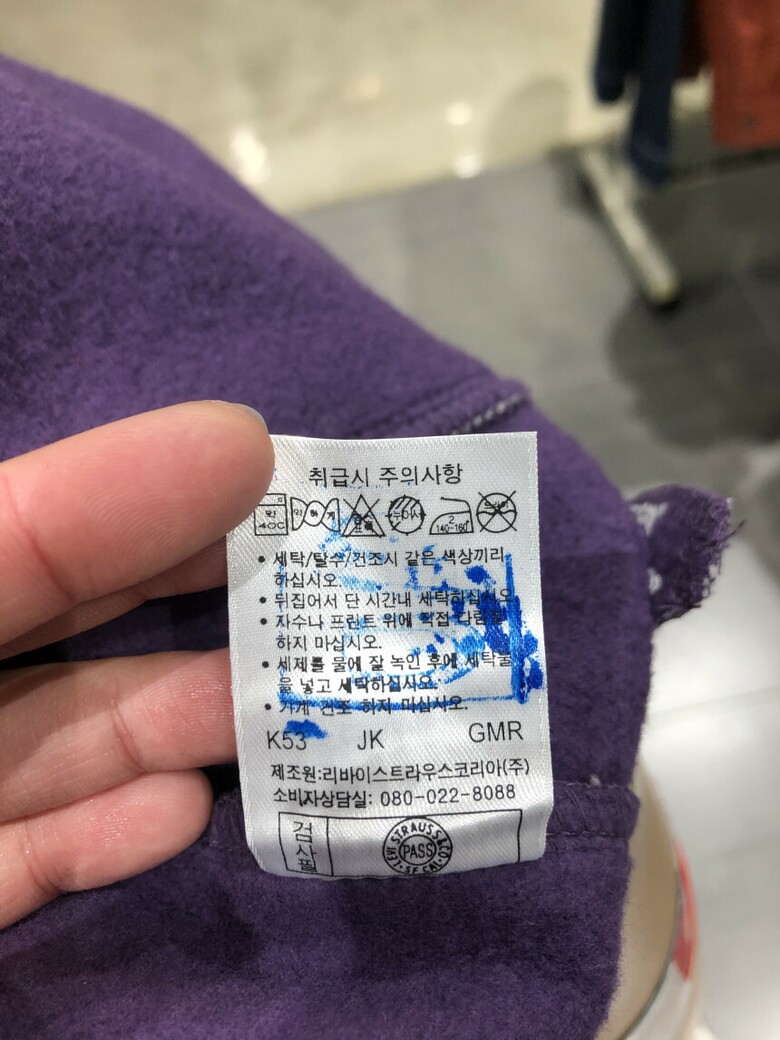 취급시 주의사항
40C
2
140-160
• 세탁/탈수/건조시 같은 색상끼리
하십시오
• 뒤집어서 단 시간내 세탁하십시오
• 자수나 프린트 위에 직접 다림질
하지 마십시오.
• 세제를 물에 잘 녹인 후에 세탁물
을 넣고 세탁하십시오.
• 기계 건조 하지 마십시오.
K53 JK GMR
제조원:리바이스트라우스코리아(주)
소비자상담실: 080-022-8088
검사필
STRAUSS&CO
PASS
S.F. CAL